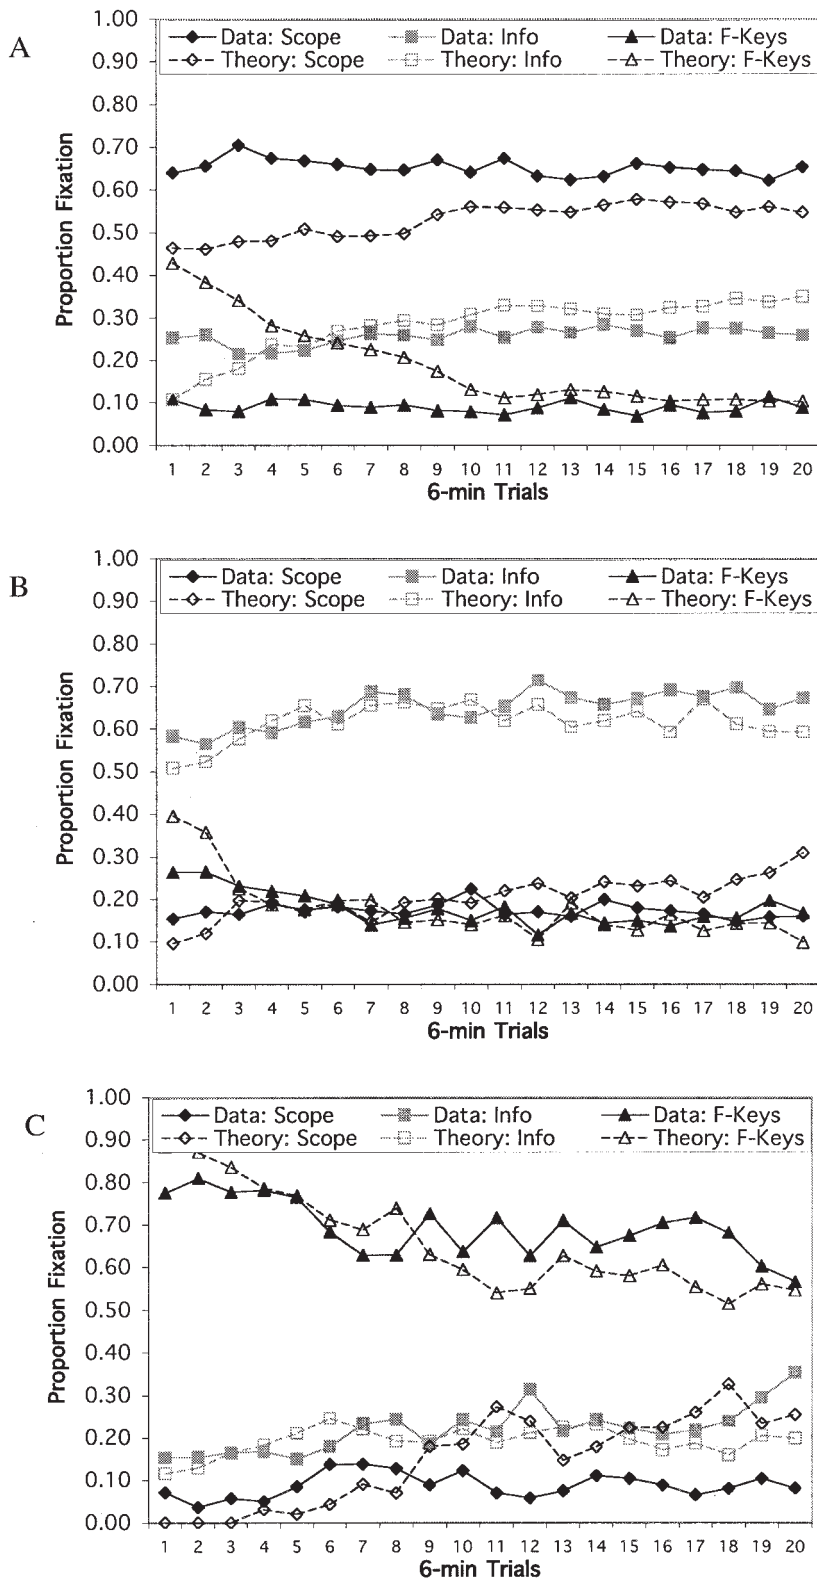 A
1.00
0.90
0.80
0.70
0.60
0.50
0.40
0.30
0.20
0.10
0.00
Proportion Fixation
Data: Scope Data: Info Data: F-Keys
Theory: Scope Theory: Info Theory: F-Keys
1 2 3 4 5 6 7 8 9 10 11 12 13 14 15 16 17 18 19 20
6-min Trials
B
1.00
0.90
0.80
0.70
0.60
0.50
0.40
0.30
0.20
0.10
0.00
Proportion Fixation
Data: Scope Data: Info Data: F-Keys
Theory: Scope Theory: Info Theory: F-Keys
1 2 3 4 5 6 7 8 9 10 11 12 13 14 15 16 17 18 19 20
6-min Trials
C
1.00
0.90
0.80
0.70
0.60
0.50
0.40
0.30
0.20
0.10
0.00
Proportion Fixation
Data: Scope Data: Info Data: F-Keys
Theory: Scope Theory: Info Theory: F-Keys
1 2 3 4 5 6 7 8 9 10 11 12 13 14 15 16 17 18 19 20
6-min Trials